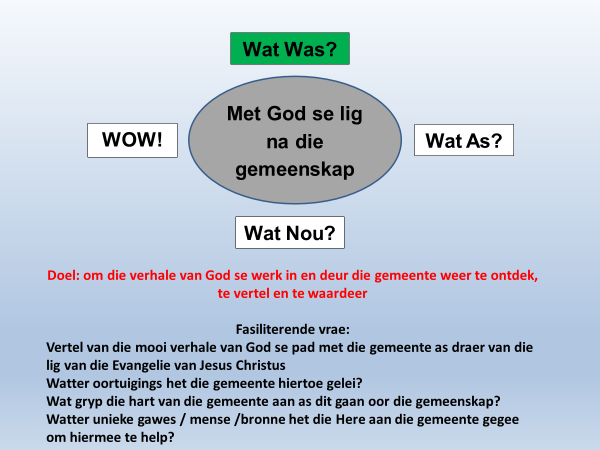 Wat Was?
Met God se lig
na die
gemeenskap
WOW!
Wat As?
Wat Nou?
Doel: om die verhale van God se werk in en deur die gemeente weer te ontdek,
te vertel en te waardeer
Fasiliterende vrae:
Vertel van die mooi verhale van God se pad met die gemeente as draer van die
lig van die Evangelie van Jesus Christus
Watter oortuigings het die gemeente hiertoe gelei?
Wat gryp die hart van die gemeente aan as dit gaan oor die gemeenskap?
Watter unieke gawes / mense /bronne het die Here aan die gemeente gegee
om hiermee te help?